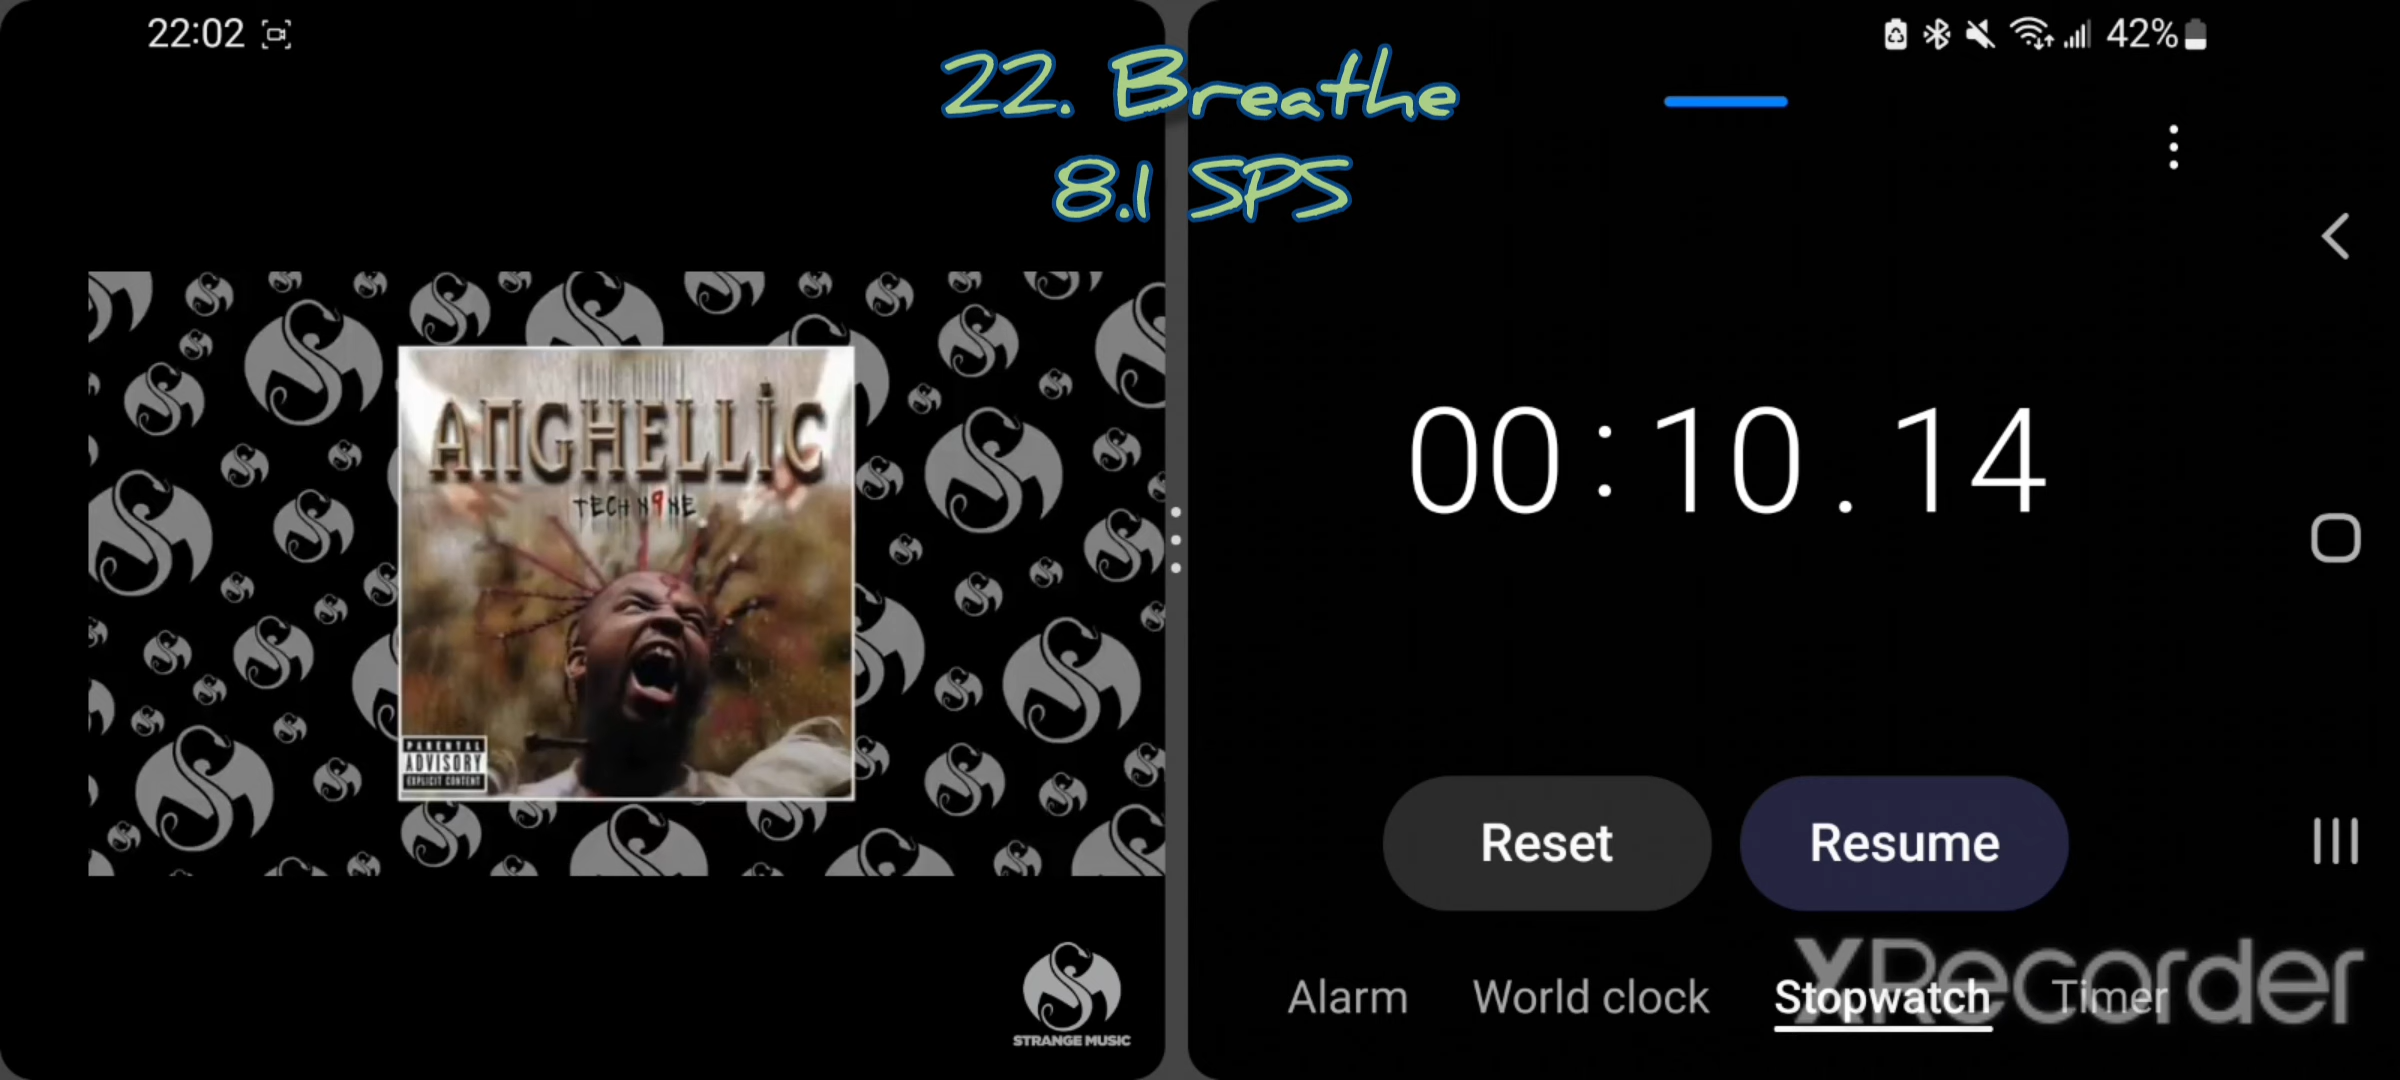 22:02
42%
22. Breathe
8.1 SPS
ANGHELLIC
TECH N9NE
PARENTAL
ADVISORY
EXPLICIT CONTENT
STRANGE MUSIC
00:10.14
Reset
Resume
Alarm
World clock
Stopwatch
Timer
XRecorder